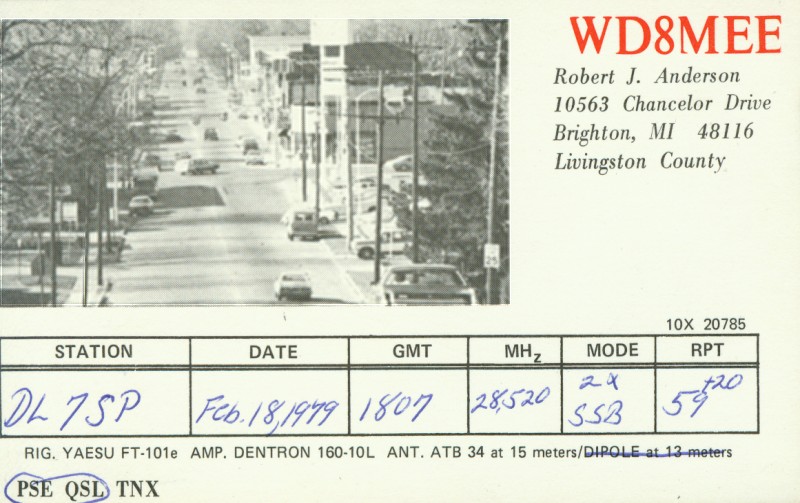 WD8MEE
Robert J. Anderson
10563 Chancelor Drive
Brighton, MI 48116
Livingston County
25
10X 20785
STATION DATE GMT MHz MODE RPT
DL7SP Feb. 18, 1979 1807 28,520 2x SSB 59 +20
RIG. YAESU FT-101e AMP. DENTRON 160-10L ANT. ATB 34 at 15 meters/DIPOLE at 13 meters
PSE QSL TNX